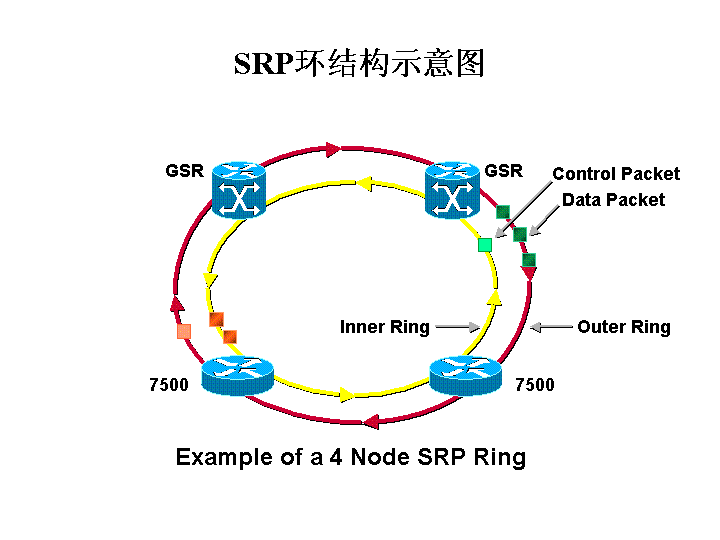 SRP环结构示意图
GSR
GSR
Control Packet
Data Packet
Inner Ring
Outer Ring
7500
7500
Example of a 4 Node SRP Ring